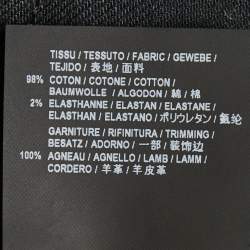 TISSU / TESSUTO / FABRIC / GEWEBE /
TEJIDO / 表地 / 面料
98% COTON / COTONE / COTTON /
BAUMWOLLE / ALGODON / 綿 / 棉
2% ELASTHANNE / ELASTAN / ELASTANE /
ELASTHAN / ELASTANO / ポリウレタン / 氨纶
GARNITURE / RIFINITURA / TRIMMING /
BESATZ / ADORNO / 一部 / 装饰边
100% AGNEAU / AGNELLO / LAMB / LAMM /
CORDERO / 羊革 / 羊皮革